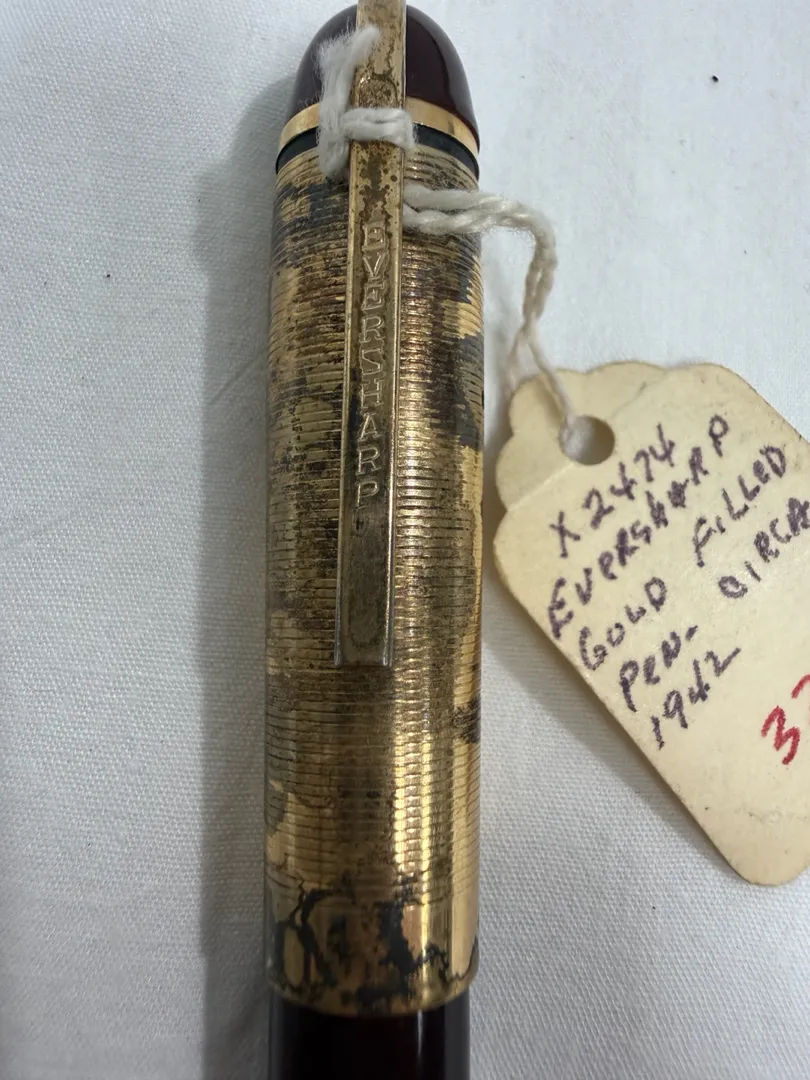 EVERSHARP
X2474
EVERSHARP
GOLD FILLED
PEN. CIRCA
1942